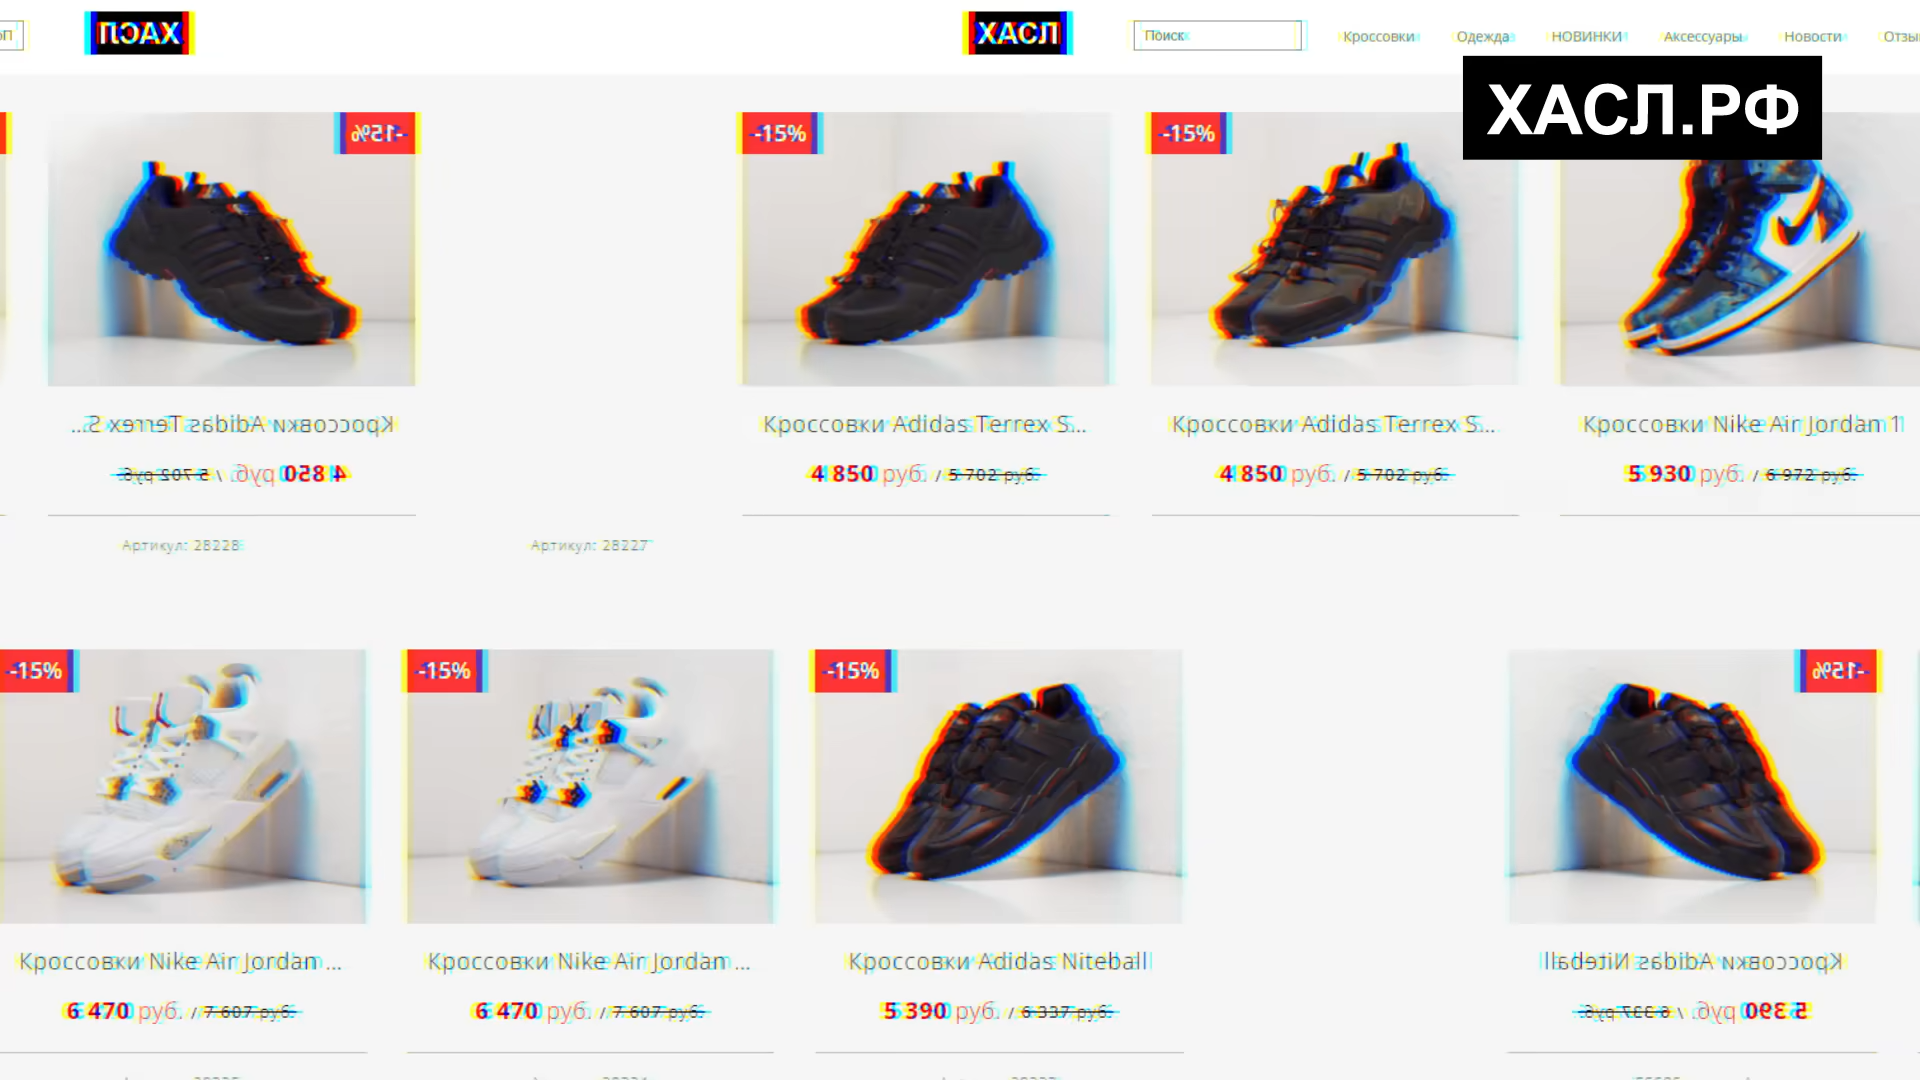 ХАСЛ
ХАСЛ
Поиск
Кроссовки
Одежда
НОВИНКИ
Аксессуары
Новости
ХАСЛ.РФ
-15%
-15%
-15%
Кроссовки Adidas Terrex S...
Кроссовки Adidas Terrex S...
Кроссовки Adidas Terrex S...
Кроссовки Nike Air Jordan 1
4 850 руб. / 5 702 руб.
4 850 руб. / 5 702 руб.
4 850 руб. / 5 702 руб.
5 930 руб. / 6 972 руб.
Артикул: 28228
Артикул: 28227
-15%
-15%
-15%
-15%
Кроссовки Nike Air Jordan ...
Кроссовки Nike Air Jordan ...
Кроссовки Adidas Niteball
Кроссовки Adidas Niteball
6 470 руб. / 7 607 руб.
6 470 руб. / 7 607 руб.
5 390 руб. / 6 337 руб.
5 390 руб. / 6 337 руб.